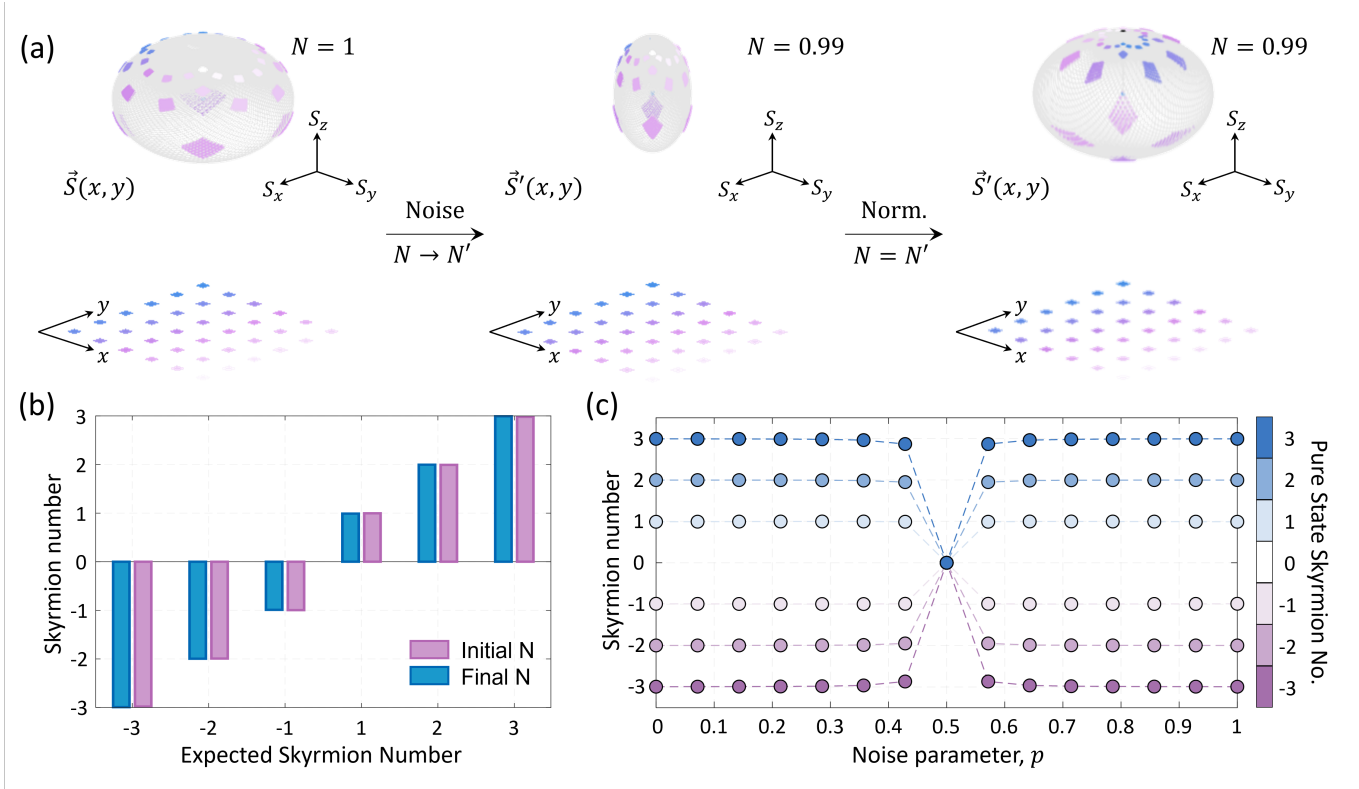 (a)
N = 1
N = 0.99
N = 0.99
S_z
S_x
S_y
S_z
S_x
S_y
S_z
S_x
S_y
S⃗(x, y)
S⃗′(x, y)
S⃗′(x, y)
Noise
N → N′
Norm.
N = N′
y
x
y
x
y
x
(b)
Skyrmion number
3
2
1
0
-1
-2
-3
-3 -2 -1 1 2 3
Expected Skyrmion Number
Initial N
Final N
(c)
Skyrmion number
3
2
1
0
-1
-2
-3
0 0.1 0.2 0.3 0.4 0.5 0.6 0.7 0.8 0.9 1
Noise parameter, p
3
2
1
0
-1
-2
-3
Pure State Skyrmion No.